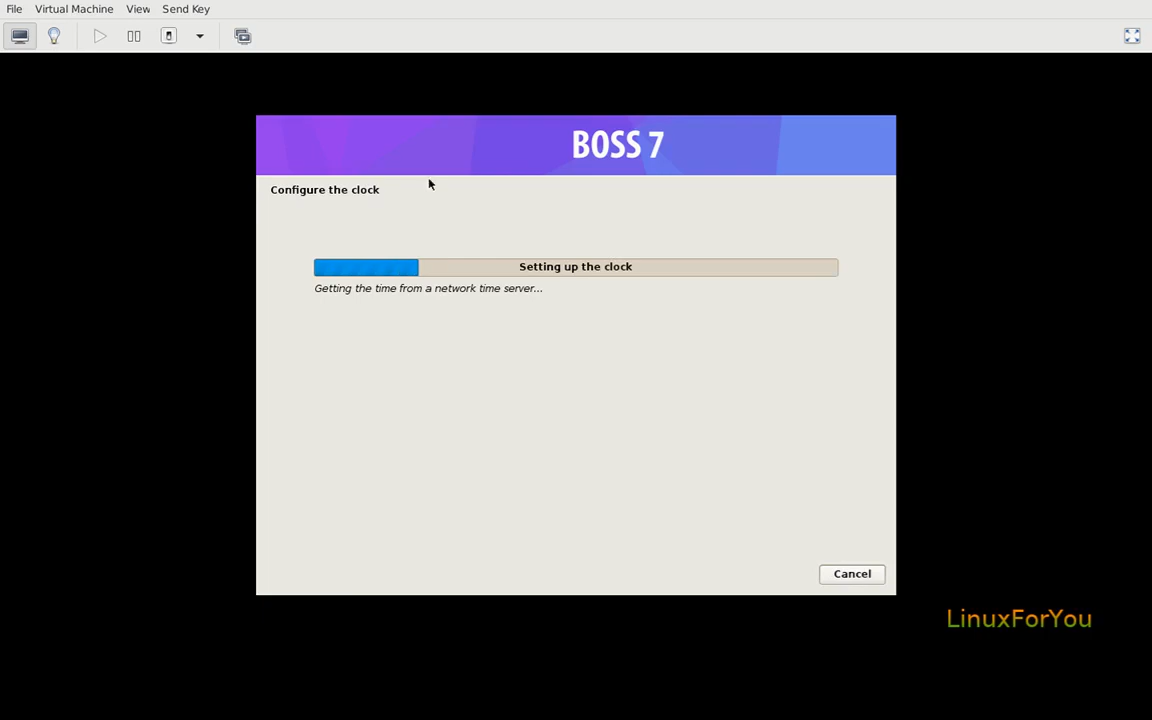 File Virtual Machine View Send Key
BOSS 7
Configure the clock
Setting up the clock
Getting the time from a network time server...
Cancel
LinuxForYou